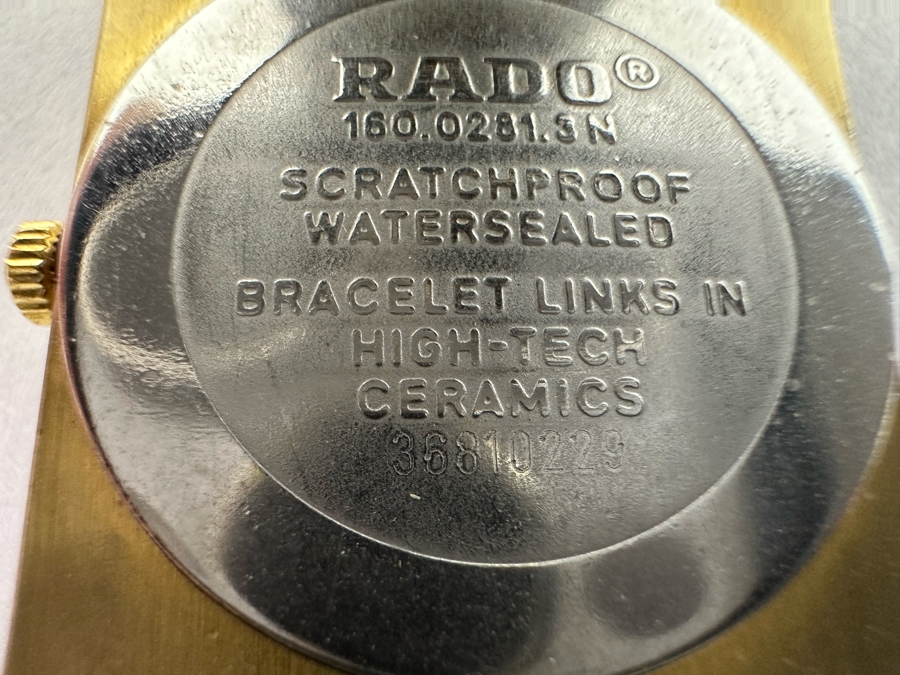 RADO®
160.0281.3N
SCRATCHPROOF
WATERSEALED
BRACELET LINKS IN
HIGH-TECH
CERAMICS
36810229